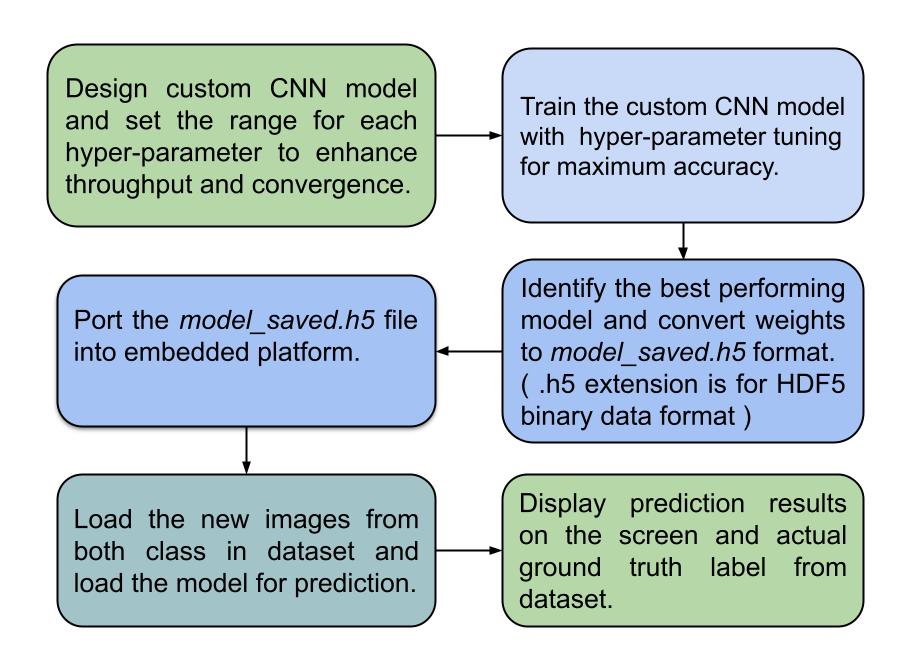 Design custom CNN model
and set the range for each
hyper-parameter to enhance
throughput and convergence.
Train the custom CNN model
with hyper-parameter tuning
for maximum accuracy.
Identify the best performing
model and convert weights
to model_saved.h5 format.
( .h5 extension is for HDF5
binary data format )
Port the model_saved.h5 file
into embedded platform.
Load the new images from
both class in dataset and
load the model for prediction.
Display prediction results
on the screen and actual
ground truth label from
dataset.